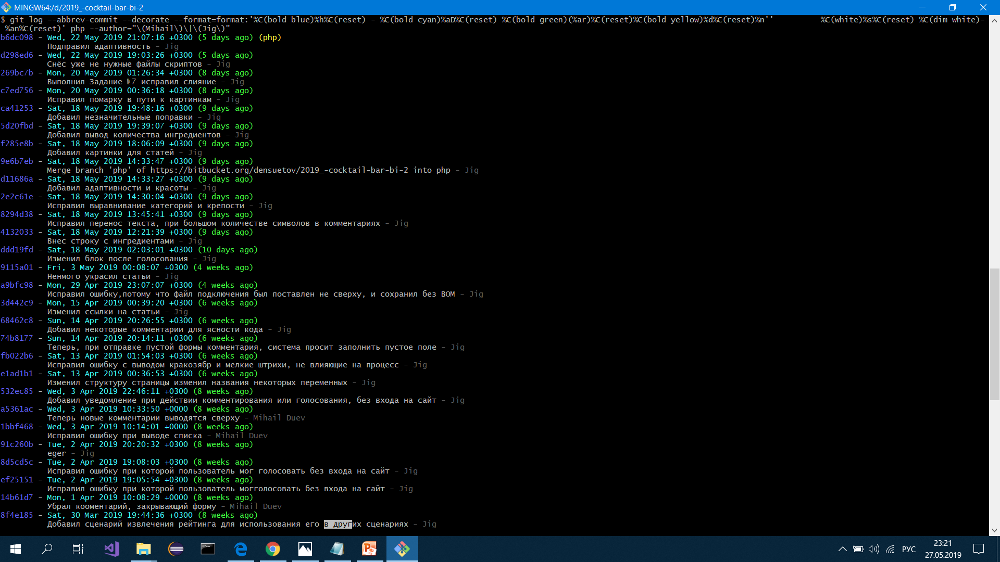 MINGW64:/d/2019_-cocktail-bar-bi-2
$ git log --abbrev-commit --decorate --format=format:'%C(bold blue)%h%C(reset) - %C(bold cyan)%aD%C(reset) %C(bold green)(%ar)%C(reset)%C(bold yellow)%d%C(reset)%n''          %C(white)%s%C(reset) %C(dim white)-
%an%C(reset)' php --author="\(Mihail\)\|\(Jig\)"
b6dc098 - Wed, 22 May 2019 21:07:16 +0300 (5 days ago) (php)
Подправил адаптивность - Jig
d298ed6 - Wed, 22 May 2019 19:03:26 +0300 (5 days ago)
Снёс уже не нужные файлы скриптов - Jig
269bc7b - Mon, 20 May 2019 01:26:34 +0300 (8 days ago)
Выполнил Задание №7 исправил слияние - Jig
c7ed756 - Mon, 20 May 2019 00:36:18 +0300 (8 days ago)
Исправил помарку в пути к картинкам - Jig
ca41253 - Sat, 18 May 2019 19:48:16 +0300 (9 days ago)
Добавил незначительные поправки - Jig
5d20fbd - Sat, 18 May 2019 19:39:07 +0300 (9 days ago)
Добавил вывод количества ингредиентов - Jig
f285e8b - Sat, 18 May 2019 18:06:09 +0300 (9 days ago)
Добавил картинки для статей - Jig
9e6b7eb - Sat, 18 May 2019 14:33:47 +0300 (9 days ago)
Merge branch 'php' of https://bitbucket.org/densuetov/2019_-cocktail-bar-bi-2 into php - Jig
d11686a - Sat, 18 May 2019 14:33:27 +0300 (9 days ago)
Добавил адаптивности и красоты - Jig
2e2c61e - Sat, 18 May 2019 14:30:04 +0300 (9 days ago)
Исправил выравнивание категорий и крепости - Jig
8294d38 - Sat, 18 May 2019 13:45:41 +0300 (9 days ago)
Исправил перенос текста, при большом количестве символов в комментариях - Jig
4132033 - Sat, 18 May 2019 12:21:39 +0300 (9 days ago)
Внес строку с ингредиентами - Jig
ddd19fd - Sat, 18 May 2019 02:03:01 +0300 (10 days ago)
Изменил блок после голосования - Jig
9115a01 - Fri, 3 May 2019 00:08:07 +0300 (4 weeks ago)
Ненмого украсил статьи - Jig
a9bfc98 - Mon, 29 Apr 2019 23:07:07 +0300 (4 weeks ago)
Исправил ошибку,потому что файл подключения был поставлен не сверху, и сохранил без BOM - Jig
3d442c9 - Mon, 15 Apr 2019 00:39:20 +0300 (6 weeks ago)
Изменил ссылки на статьи - Jig
68462c8 - Sun, 14 Apr 2019 20:26:55 +0300 (6 weeks ago)
Добавил некоторые комментарии для ясности кода - Jig
74b8177 - Sun, 14 Apr 2019 20:14:11 +0300 (6 weeks ago)
Теперь, при отправке пустой формы комментария, система просит заполнить пустое поле - Jig
fb022b6 - Sat, 13 Apr 2019 01:54:03 +0300 (6 weeks ago)
Исправил ошибку с выводом кракозябр и мелкие штрихи, не влияющие на процесс - Jig
e1ad1b1 - Sat, 13 Apr 2019 00:36:53 +0300 (6 weeks ago)
Изменил структуру страницы изменил названия некоторых переменных - Jig
532ec85 - Wed, 3 Apr 2019 22:46:11 +0300 (8 weeks ago)
Добавил уведомление при действии комментирования или голосования, без входа на сайт - Jig
a5361ac - Wed, 3 Apr 2019 10:33:50 +0000 (8 weeks ago)
Теперь новые комментарии выводятся сверху - Mihail Duev
1bbf468 - Wed, 3 Apr 2019 10:14:01 +0000 (8 weeks ago)
Исправил ошибку при выводе списка - Mihail Duev
91c260b - Tue, 2 Apr 2019 20:20:32 +0300 (8 weeks ago)
eger - Jig
8d5cd5c - Tue, 2 Apr 2019 19:08:03 +0300 (8 weeks ago)
Исправил ошибку при которой пользователь мог голосовать без входа на сайт - Jig
ef25151 - Tue, 2 Apr 2019 19:05:54 +0300 (8 weeks ago)
Исправил ошибку при которой пользователь могголосовать без входа на сайт - Jig
14b61d7 - Mon, 1 Apr 2019 10:08:29 +0000 (8 weeks ago)
Убрал кооментарий, закрывающий форму - Mihail Duev
8f4e185 - Sat, 30 Mar 2019 19:44:36 +0300 (8 weeks ago)
Добавил сценарий извлечения рейтинга для использования его в других сценариях - Jig
РУС
23:21
27.05.2019